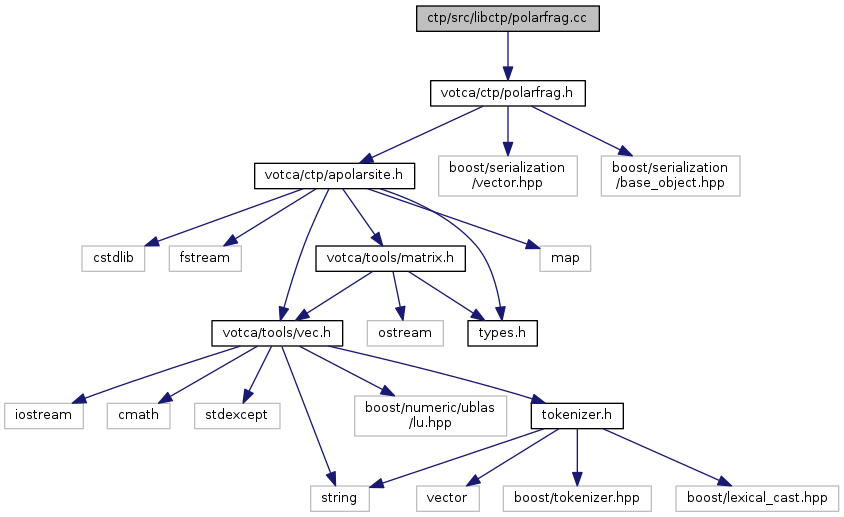 ctp/src/libctp/polarfrag.cc
votca/ctp/polarfrag.h
votca/ctp/apolarsite.h
boost/serialization
/vector.hpp
boost/serialization
/base_object.hpp
cstdlib
fstream
votca/tools/matrix.h
map
votca/tools/vec.h
ostream
types.h
iostream
cmath
stdexcept
boost/numeric/ublas
/lu.hpp
tokenizer.h
string
vector
boost/tokenizer.hpp
boost/lexical_cast.hpp